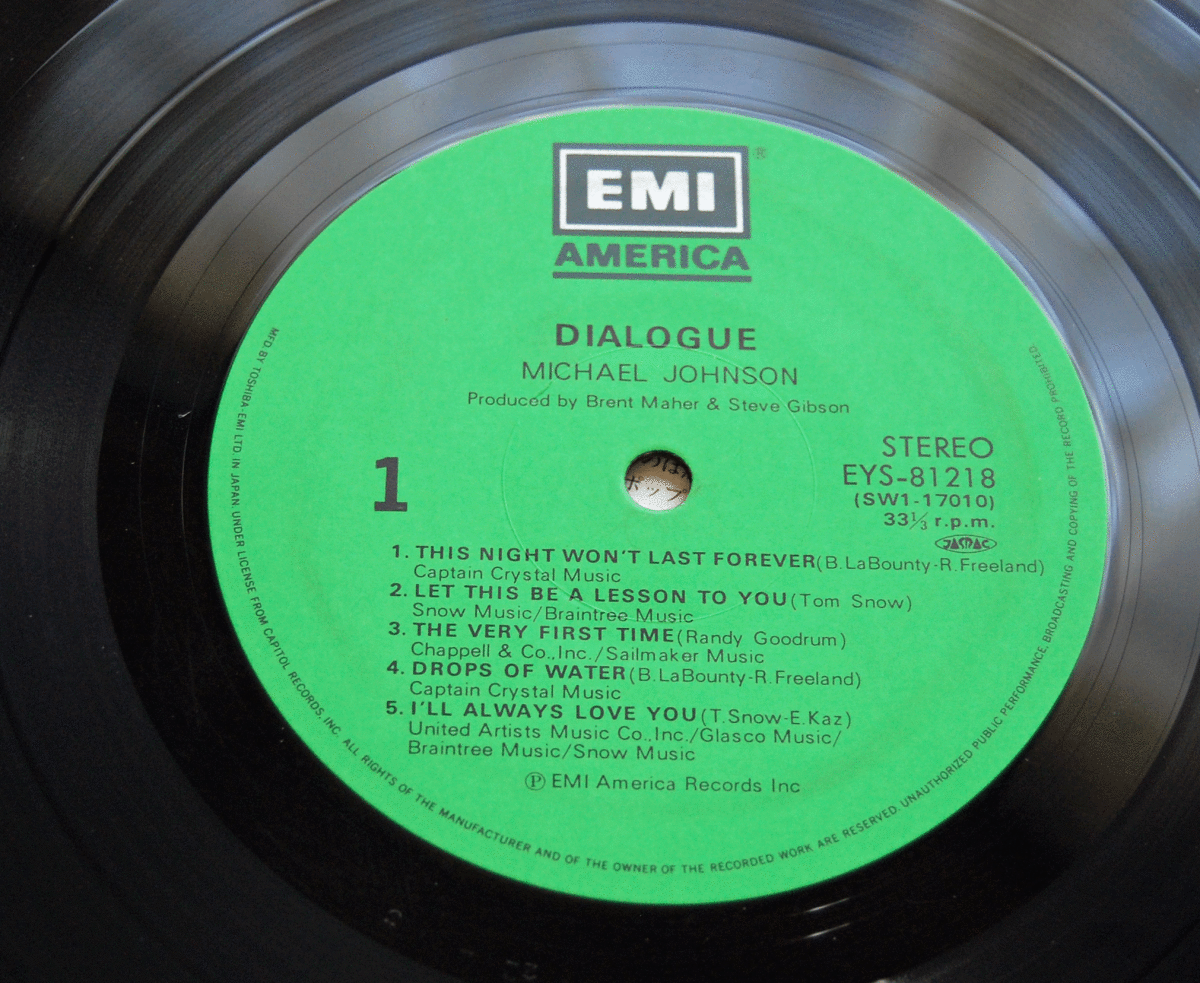 EMI
®
AMERICA
DIALOGUE
MICHAEL JOHNSON
Produced by Brent Maher & Steve Gibson
1
STEREO
EYS-81218
(SW1-17010)
33⅓ r.p.m.
JASRAC
ポップ
1. THIS NIGHT WON'T LAST FOREVER(B.LaBounty-R.Freeland)
Captain Crystal Music
2. LET THIS BE A LESSON TO YOU(Tom Snow)
Snow Music/Braintree Music
3. THE VERY FIRST TIME(Randy Goodrum)
Chappell & Co.,Inc./Sailmaker Music
4. DROPS OF WATER(B.LaBounty-R.Freeland)
Captain Crystal Music
5. I'LL ALWAYS LOVE YOU(T.Snow-E.Kaz)
United Artists Music Co.,Inc./Glasco Music/
Braintree Music/Snow Music
Ⓟ EMI America Records Inc
MFD. BY TOSHIBA-EMI LTD. IN JAPAN. UNDER LICENSE FROM CAPITOL RECORDS, INC. ALL RIGHTS OF THE MANUFACTURER AND OF THE OWNER OF THE RECORDED WORK ARE RESERVED. UNAUTHORIZED PUBLIC PERFORMANCE, BROADCASTING AND COPYING OF THE RECORD PROHIBITED.